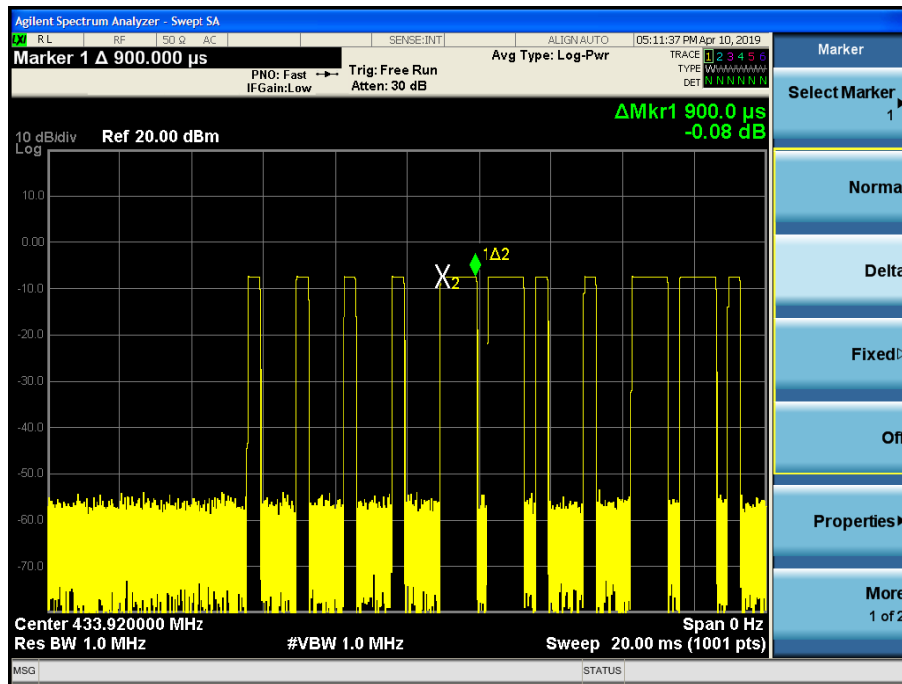 Agilent Spectrum Analyzer - Swept SA
LXI RL RF 50 Ω AC SENSE:INT ALIGN AUTO 05:11:37 PM Apr 10, 2019
Marker 1 Δ 900.000 µs
Avg Type: Log-Pwr
TRACE 1 2 3 4 5 6
TYPE WWWWWW
DET N N N N N N
PNO: Fast
IFGain:Low
Trig: Free Run
Atten: 30 dB
ΔMkr1 900.0 µs
-0.08 dB
10 dB/div
Log
Ref 20.00 dBm
10.0
0.00
-10.0
-20.0
-30.0
-40.0
-50.0
-60.0
-70.0
1Δ2
X2
Center 433.920000 MHz
Span 0 Hz
Res BW 1.0 MHz
#VBW 1.0 MHz
Sweep 20.00 ms (1001 pts)
MSG
STATUS
Marker
Select Marker
1
Norma
Delta
Fixed
Off
Properties
More
1 of 2